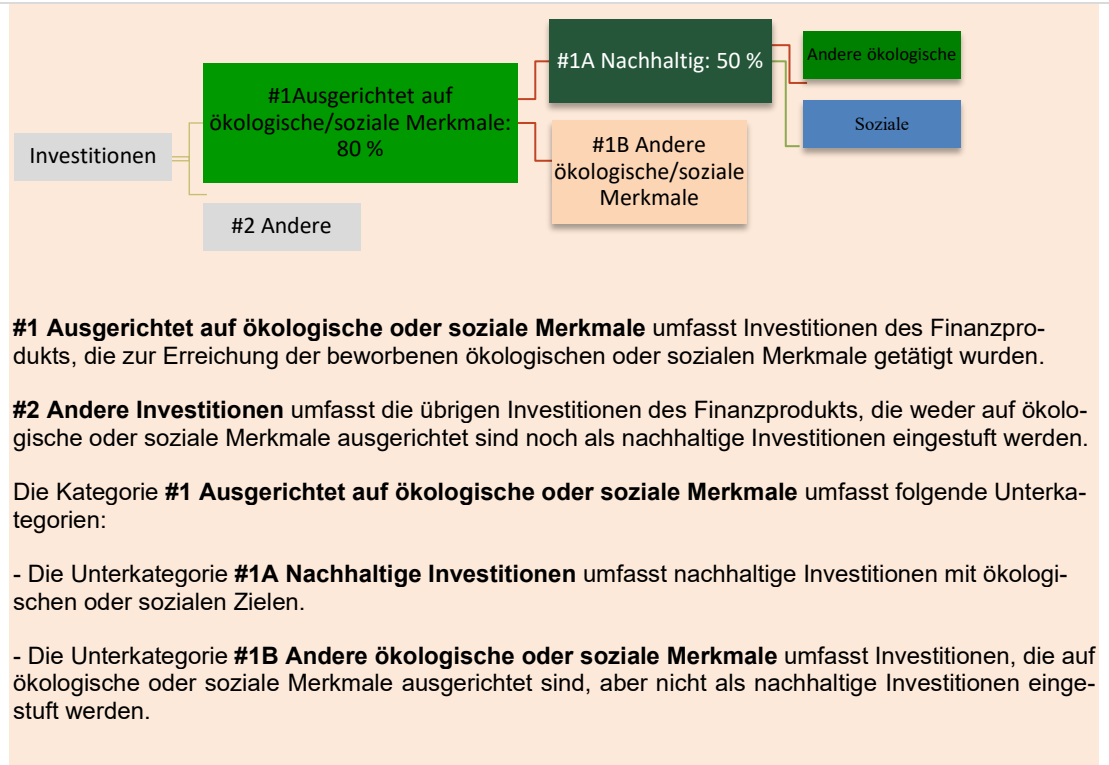 Investitionen
#1Ausgerichtet auf
ökologische/soziale Merkmale:
80 %
#2 Andere
#1A Nachhaltig: 50 %
#1B Andere
ökologische/soziale
Merkmale
Andere ökologische
Soziale
#1 Ausgerichtet auf ökologische oder soziale Merkmale umfasst Investitionen des Finanzpro-
dukts, die zur Erreichung der beworbenen ökologischen oder sozialen Merkmale getätigt wurden.
#2 Andere Investitionen umfasst die übrigen Investitionen des Finanzprodukts, die weder auf ökolo-
gische oder soziale Merkmale ausgerichtet sind noch als nachhaltige Investitionen eingestuft werden.
Die Kategorie #1 Ausgerichtet auf ökologische oder soziale Merkmale umfasst folgende Unterka-
tegorien:
- Die Unterkategorie #1A Nachhaltige Investitionen umfasst nachhaltige Investitionen mit ökologi-
schen oder sozialen Zielen.
- Die Unterkategorie #1B Andere ökologische oder soziale Merkmale umfasst Investitionen, die auf
ökologische oder soziale Merkmale ausgerichtet sind, aber nicht als nachhaltige Investitionen einge-
stuft werden.